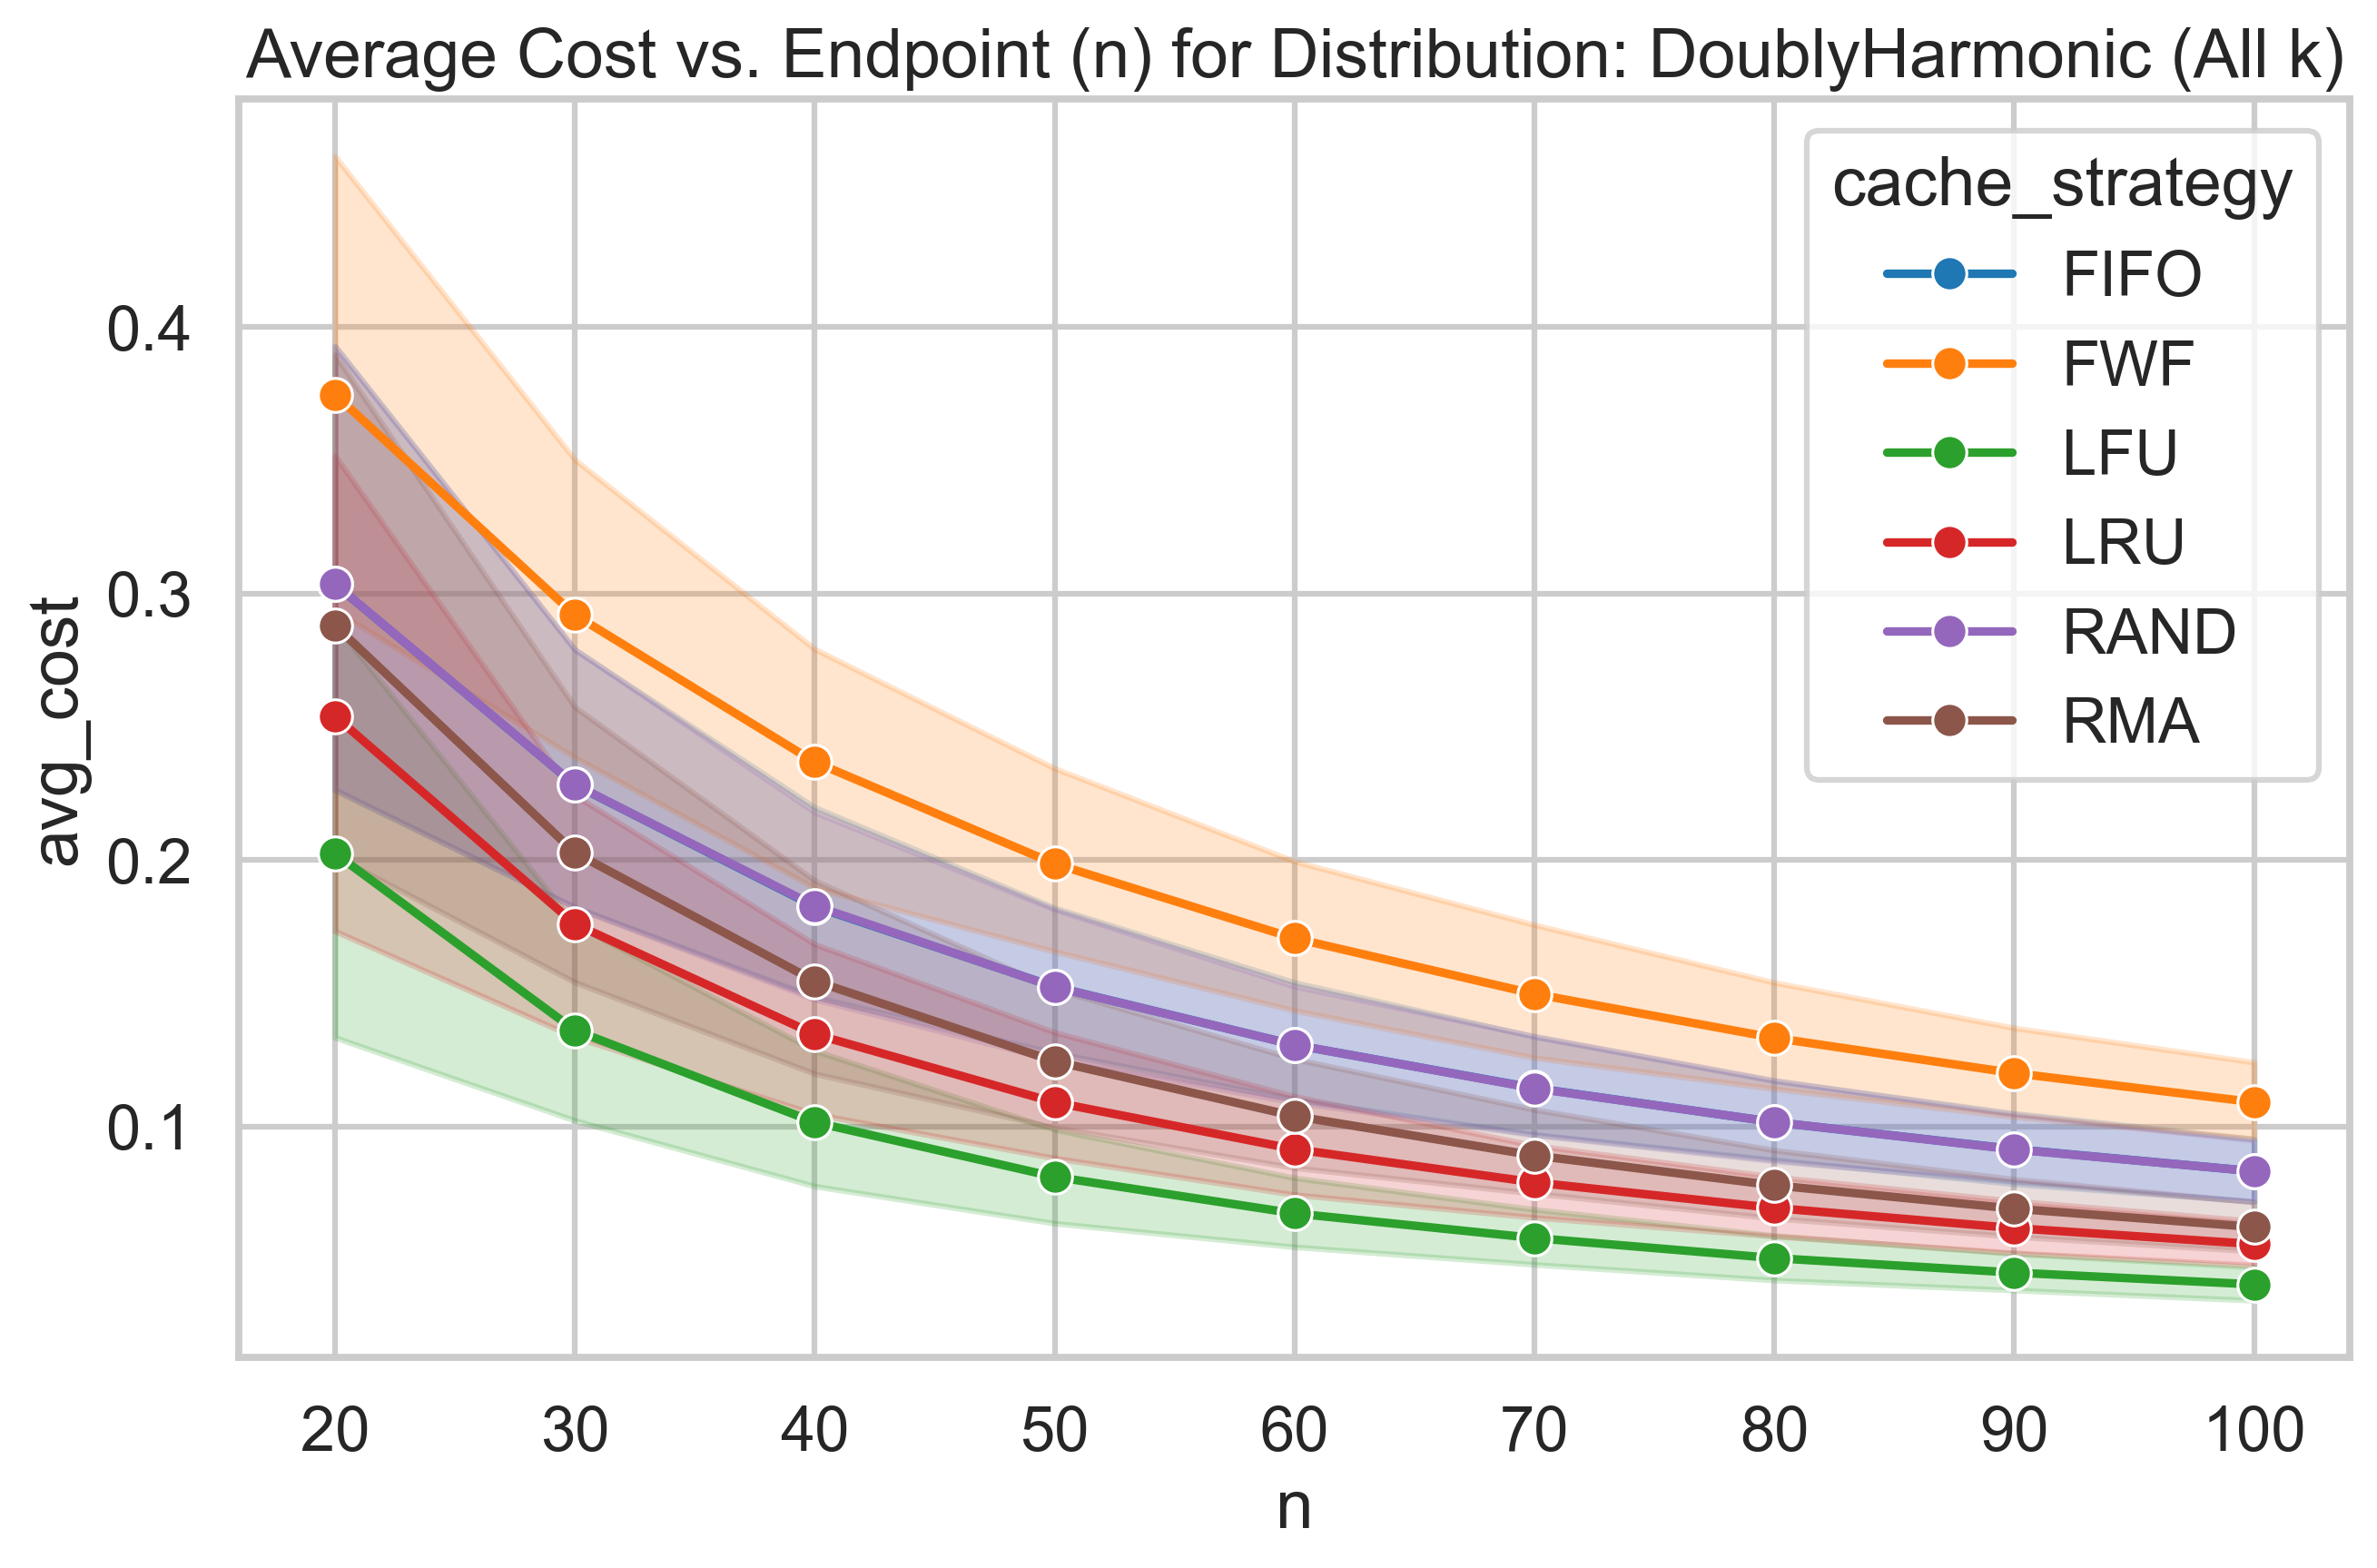 Average Cost vs. Endpoint (n) for Distribution: DoublyHarmonic (All k)
cache_strategy
FIFO
FWF
LFU
LRU
RAND
RMA
avg_cost
0.4
0.3
0.2
0.1
20 30 40 50 60 70 80 90 100
n